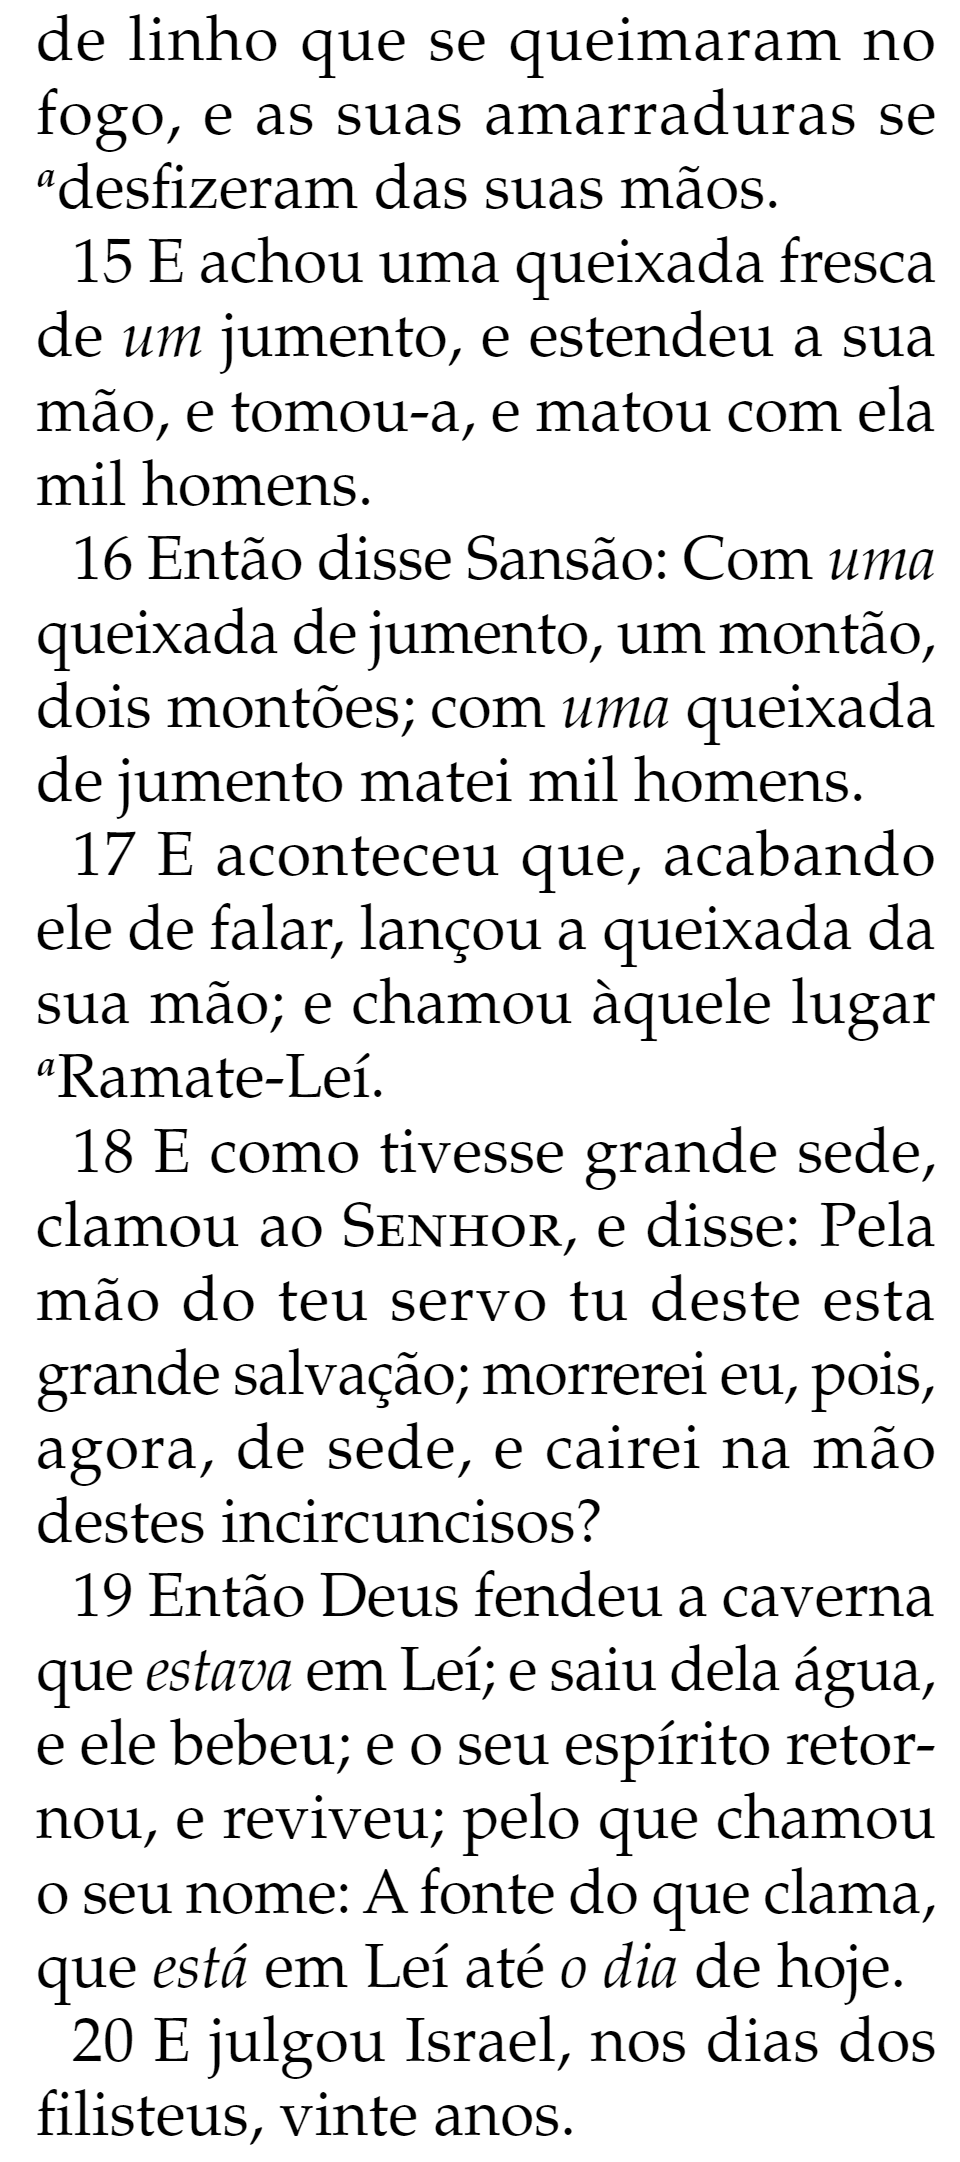 de linho que se queimaram no
fogo, e as suas amarraduras se
ᵃdesfizeram das suas mãos.
15 E achou uma queixada fresca
de um jumento, e estendeu a sua
mão, e tomou-a, e matou com ela
mil homens.
16 Então disse Sansão: Com uma
queixada de jumento, um montão,
dois montões; com uma queixada
de jumento matei mil homens.
17 E aconteceu que, acabando
ele de falar, lançou a queixada da
sua mão; e chamou àquele lugar
ᵃRamate-Leí.
18 E como tivesse grande sede,
clamou ao SENHOR, e disse: Pela
mão do teu servo tu deste esta
grande salvação; morrerei eu, pois,
agora, de sede, e cairei na mão
destes incircuncisos?
19 Então Deus fendeu a caverna
que estava em Leí; e saiu dela água,
e ele bebeu; e o seu espírito retor-
nou, e reviveu; pelo que chamou
o seu nome: A fonte do que clama,
que está em Leí até o dia de hoje.
20 E julgou Israel, nos dias dos
filisteus, vinte anos.